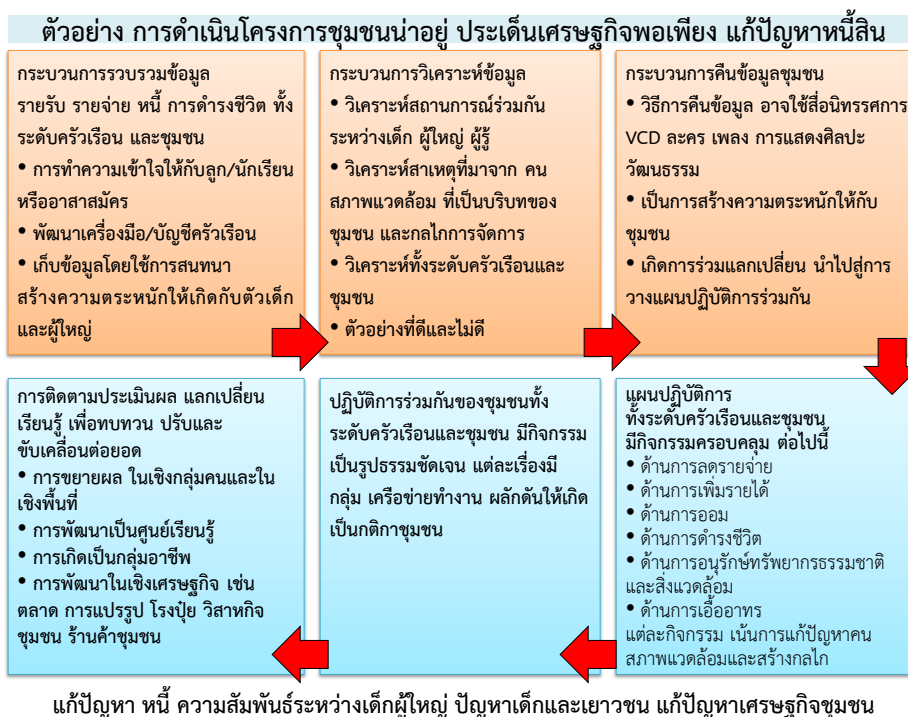 ตัวอย่าง การดำเนินโครงการชุมชนน่าอยู่ ประเด็นเศรษฐกิจพอเพียง แก้ปัญหาหนี้สิน
กระบวนการรวบรวมข้อมูล
รายรับ รายจ่าย หนี้ การดำรงชีวิต ทั้ง
ระดับครัวเรือน และชุมชน
• การทำความเข้าใจให้กับลูก/นักเรียน
หรืออาสาสมัคร
• พัฒนาเครื่องมือ/บัญชีครัวเรือน
• เก็บข้อมูลโดยใช้การสนทนา
สร้างความตระหนักให้เกิดกับตัวเด็ก
และผู้ใหญ่
กระบวนการวิเคราะห์ข้อมูล
• วิเคราะห์สถานการณ์ร่วมกัน
ระหว่างเด็ก ผู้ใหญ่ ผู้รู้
• วิเคราะห์สาเหตุที่มาจาก คน
สภาพแวดล้อม ที่เป็นบริบทของ
ชุมชน และกลไกการจัดการ
• วิเคราะห์ทั้งระดับครัวเรือนและ
ชุมชน
• ตัวอย่างที่ดีและไม่ดี
กระบวนการคืนข้อมูลชุมชน
• วิธีการคืนข้อมูล อาจใช้สื่อนิทรรศการ
VCD ละคร เพลง การแสดงศิลปะ
วัฒนธรรม
• เป็นการสร้างความตระหนักให้กับ
ชุมชน
• เกิดการร่วมแลกเปลี่ยน นำไปสู่การ
วางแผนปฏิบัติการร่วมกัน
แผนปฏิบัติการ
ทั้งระดับครัวเรือนและชุมชน
มีกิจกรรมครอบคลุม ต่อไปนี้
• ด้านการลดรายจ่าย
• ด้านการเพิ่มรายได้
• ด้านการออม
• ด้านการดำรงชีวิต
• ด้านการอนุรักษ์ทรัพยากรธรรมชาติ
และสิ่งแวดล้อม
• ด้านการเอื้ออาทร
แต่ละกิจกรรม เน้นการแก้ปัญหาคน
สภาพแวดล้อมและสร้างกลไก
ปฏิบัติการร่วมกันของชุมชนทั้ง
ระดับครัวเรือนและชุมชน มีกิจกรรม
เป็นรูปธรรมชัดเจน แต่ละเรื่องมี
กลุ่ม เครือข่ายทำงาน ผลักดันให้เกิด
เป็นกติกาชุมชน
การติดตามประเมินผล แลกเปลี่ยน
เรียนรู้ เพื่อทบทวน ปรับและ
ขับเคลื่อนต่อยอด
• การขยายผล ในเชิงกลุ่มคนและใน
เชิงพื้นที่
• การพัฒนาเป็นศูนย์เรียนรู้
• การเกิดเป็นกลุ่มอาชีพ
• การพัฒนาในเชิงเศรษฐกิจ เช่น
ตลาด การแปรรูป โรงปุ๋ย วิสาหกิจ
ชุมชน ร้านค้าชุมชน
แก้ปัญหา หนี้ ความสัมพันธ์ระหว่างเด็กผู้ใหญ่ ปัญหาเด็กและเยาวชน แก้ปัญหาเศรษฐกิจชุมชน